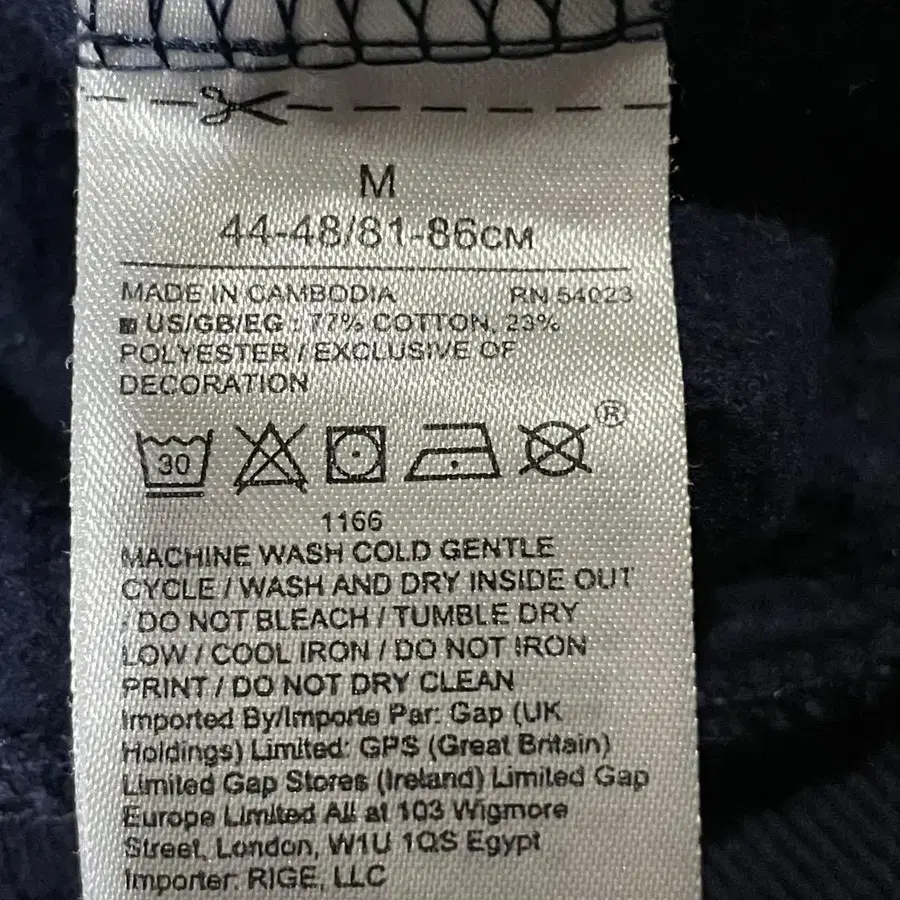 M
44-48/81-86CM
MADE IN CAMBODIA RN 54023
US/GB/EG : 77% COTTON, 23%
POLYESTER / EXCLUSIVE OF
DECORATION
30 ®
1166
MACHINE WASH COLD GENTLE
CYCLE / WASH AND DRY INSIDE OUT
/ DO NOT BLEACH / TUMBLE DRY
LOW / COOL IRON / DO NOT IRON
PRINT / DO NOT DRY CLEAN
Imported By/Importe Par: Gap (UK
Holdings) Limited: GPS (Great Britain)
Limited Gap Stores (Ireland) Limited Gap
Europe Limited All at 103 Wigmore
Street, London, W1U 1QS Egypt
Importer: RIGE, LLC